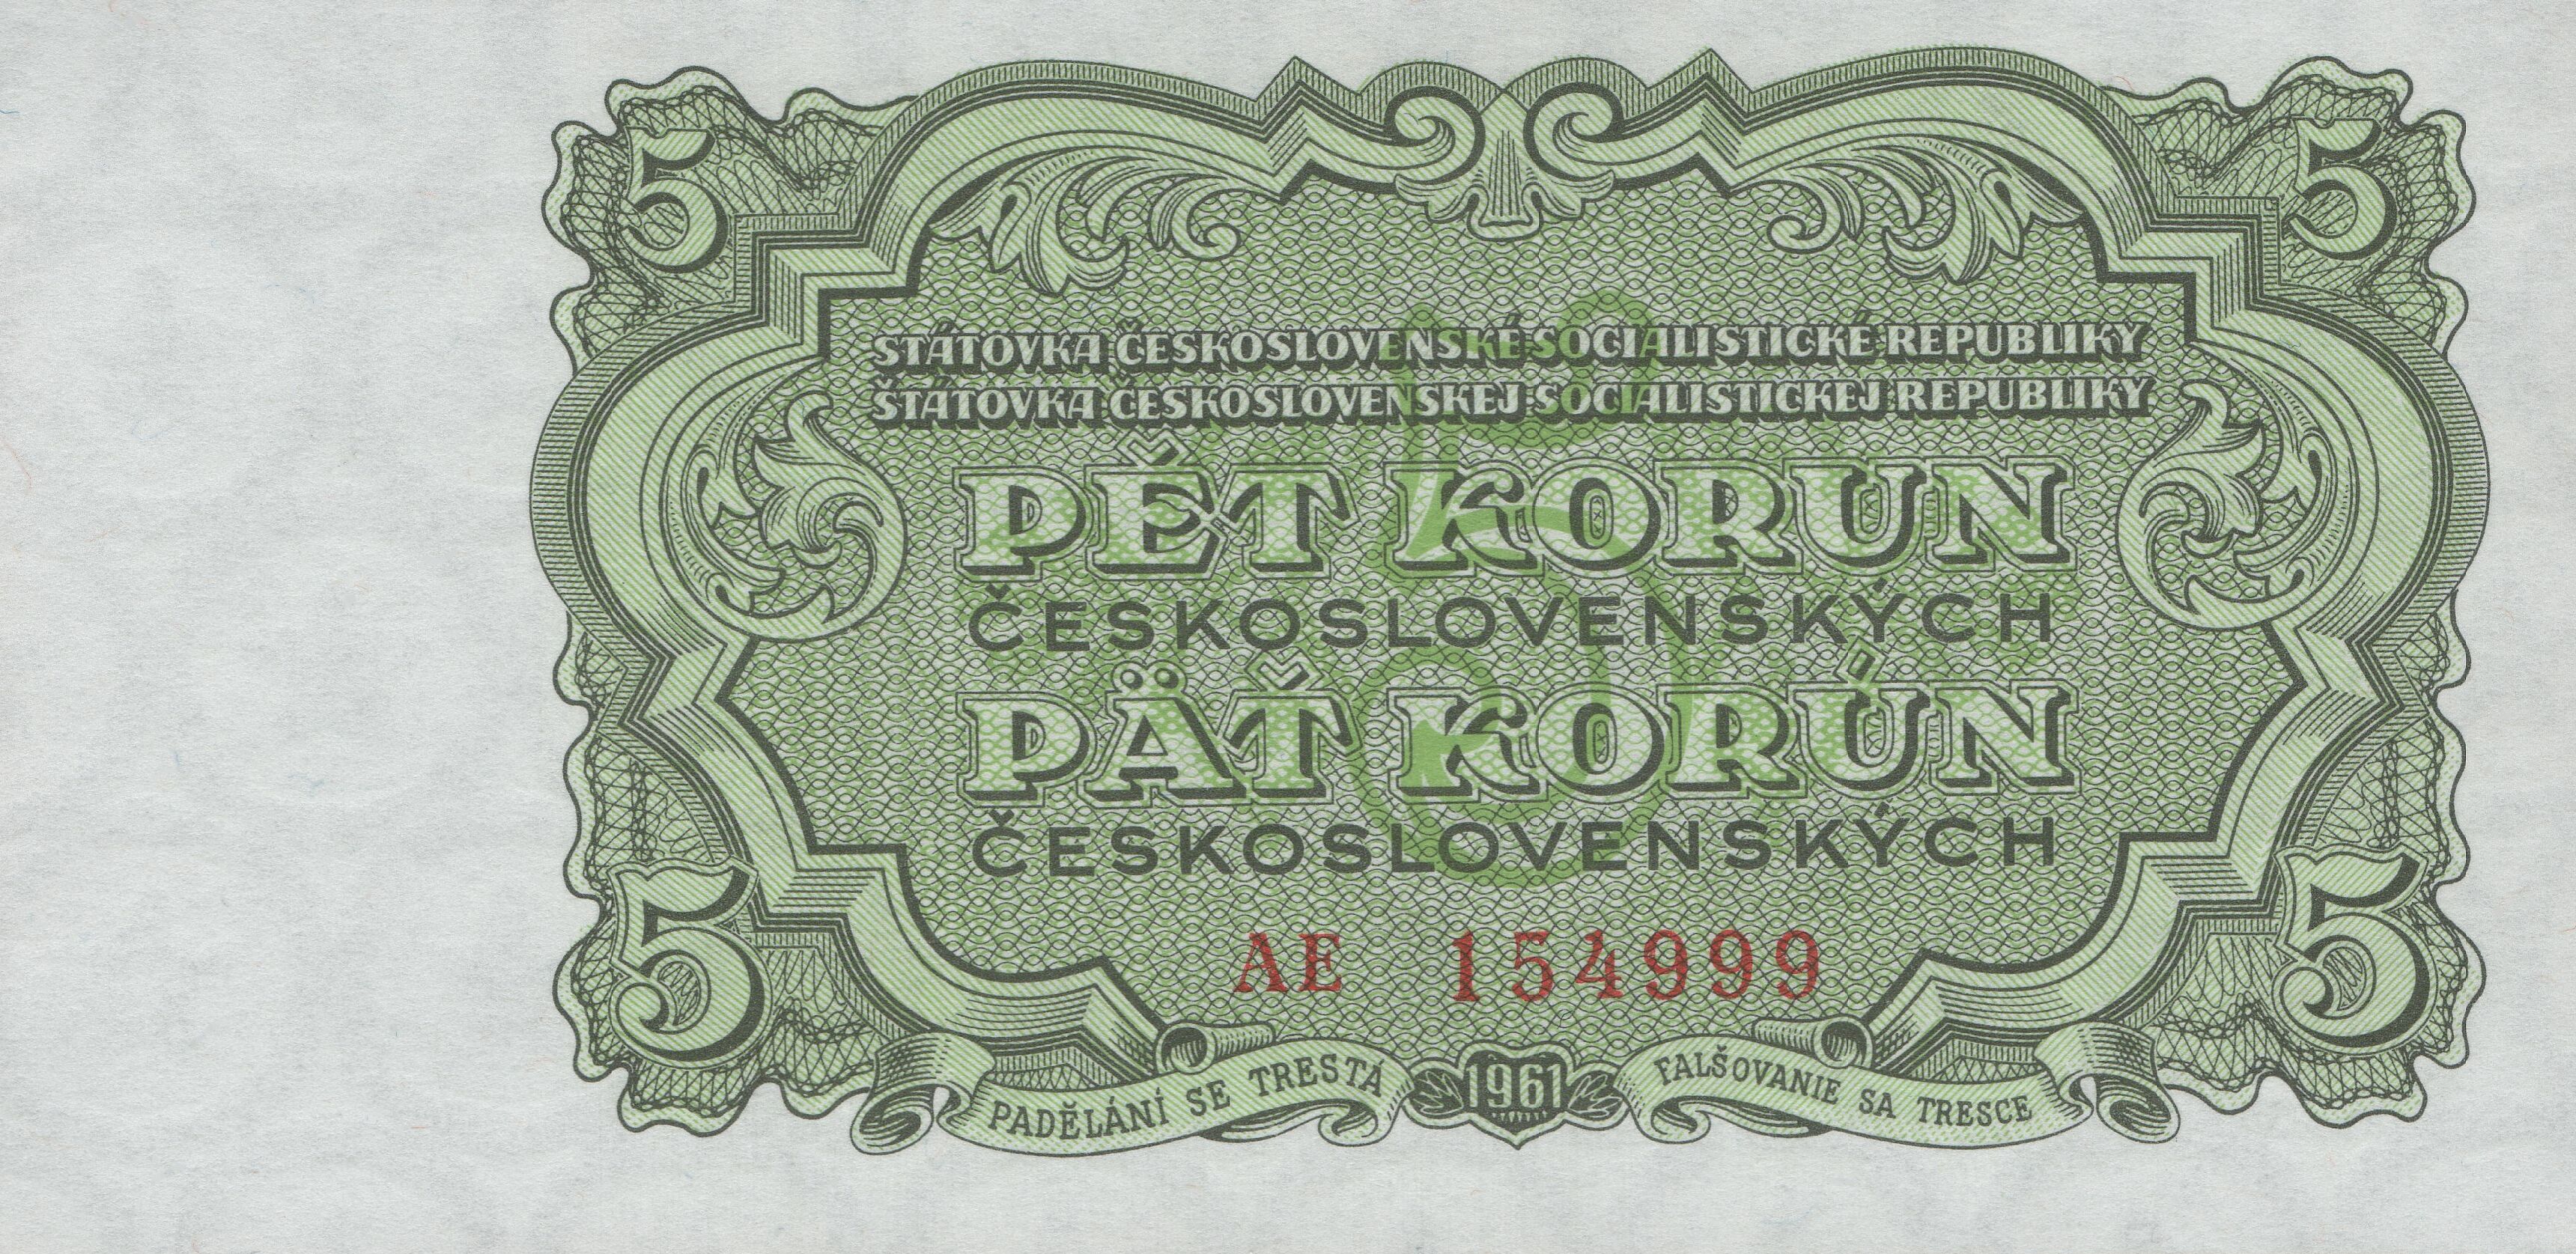 5 5
STÁTOVKA ČESKOSLOVENSKÉ SOCIALISTICKÉ REPUBLIKY
ŠTÁTOVKA ČESKOSLOVENSKEJ SOCIALISTICKEJ REPUBLIKY
PĚT KORUN
ČESKOSLOVENSKÝCH
PÄŤ KORÚN
ČESKOSLOVENSKÝCH
5 5
AE 154999
PADĚLÁNÍ SE TRESTÁ 1961 FALŠOVANIE SA TRESCE